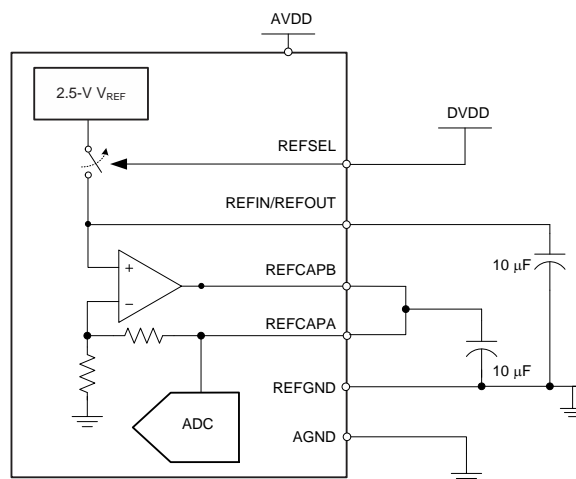 AVDD
2.5-V VREF
DVDD
REFSEL
REFIN/REFOUT
+
10 μF
REFCAPB
−
REFCAPA
10 μF
REFGND
ADC
AGND